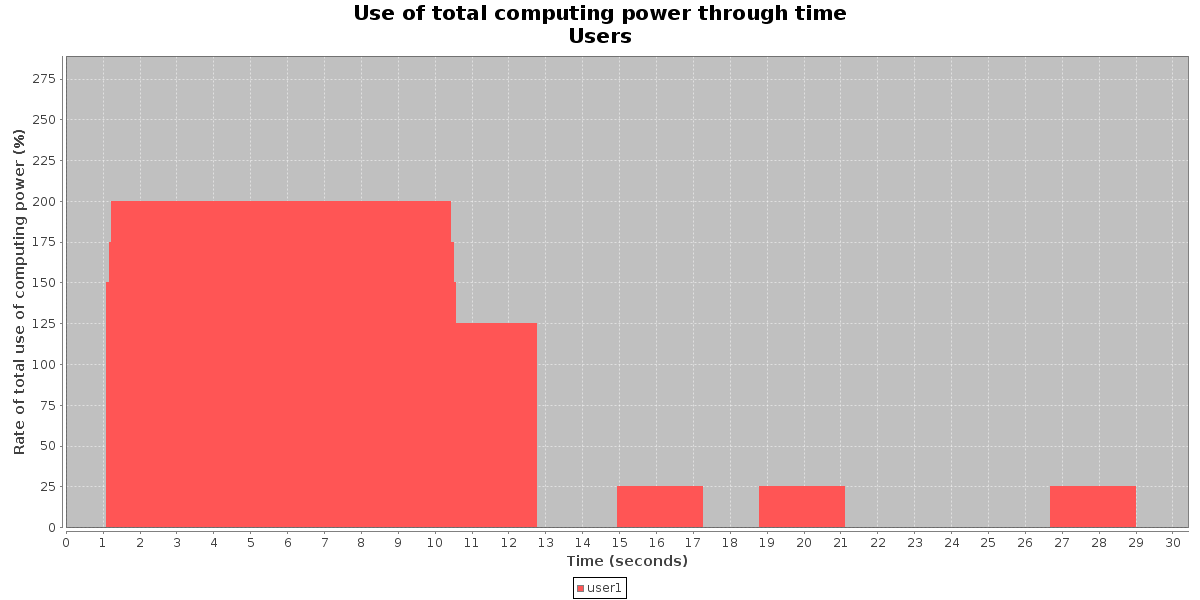 Use of total computing power through time
Users
Rate of total use of computing power (%)
275
250
225
200
175
150
125
100
75
50
25
0
0 1 2 3 4 5 6 7 8 9 10 11 12 13 14 15 16 17 18 19 20 21 22 23 24 25 26 27 28 29 30
Time (seconds)
user1